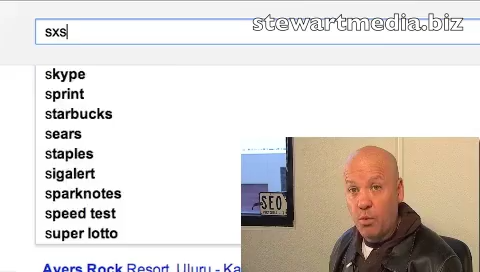 stewartmedia.biz
sxs
skype
sprint
starbucks
sears
staples
sigalert
sparknotes
speed test
super lotto
SEO
Ayers Rock Resort, Uluru - Ka